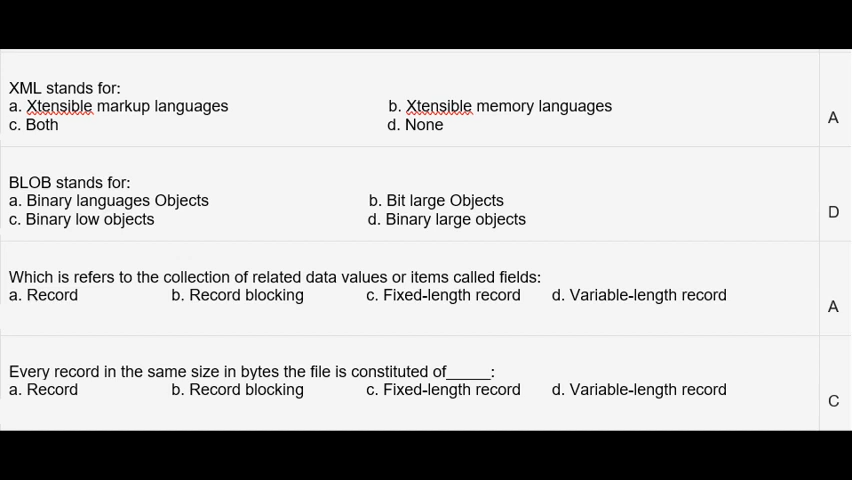 XML stands for:
a. Xtensible markup languages b. Xtensible memory languages
c. Both d. None
A
BLOB stands for:
a. Binary languages Objects b. Bit large Objects
c. Binary low objects d. Binary large objects
D
Which is refers to the collection of related data values or items called fields:
a. Record b. Record blocking c. Fixed-length record d. Variable-length record
A
Every record in the same size in bytes the file is constituted of_____:
a. Record b. Record blocking c. Fixed-length record d. Variable-length record
C